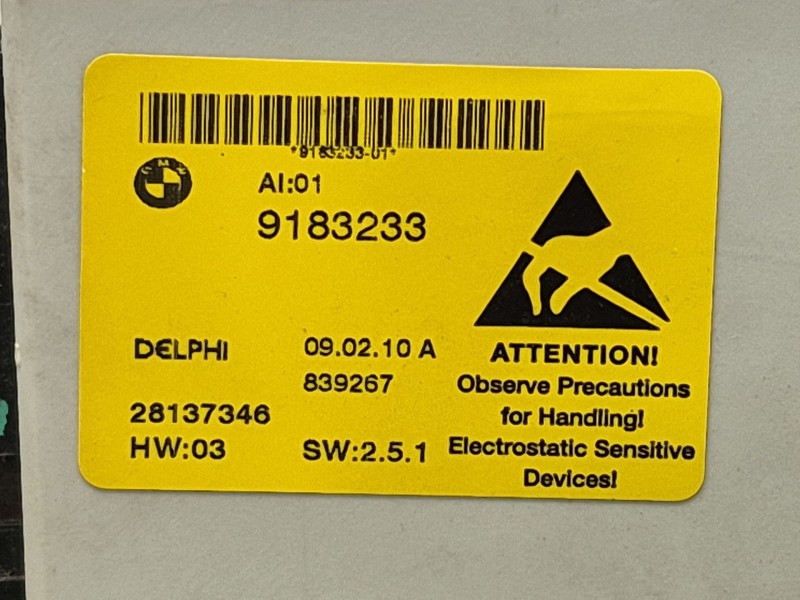 *9183233-01*
BMW
AI:01
9183233
DELPHI
09.02.10 A
839267
28137346
HW:03
SW:2.5.1
ATTENTION!
Observe Precautions
for Handling!
Electrostatic Sensitive
Devices!